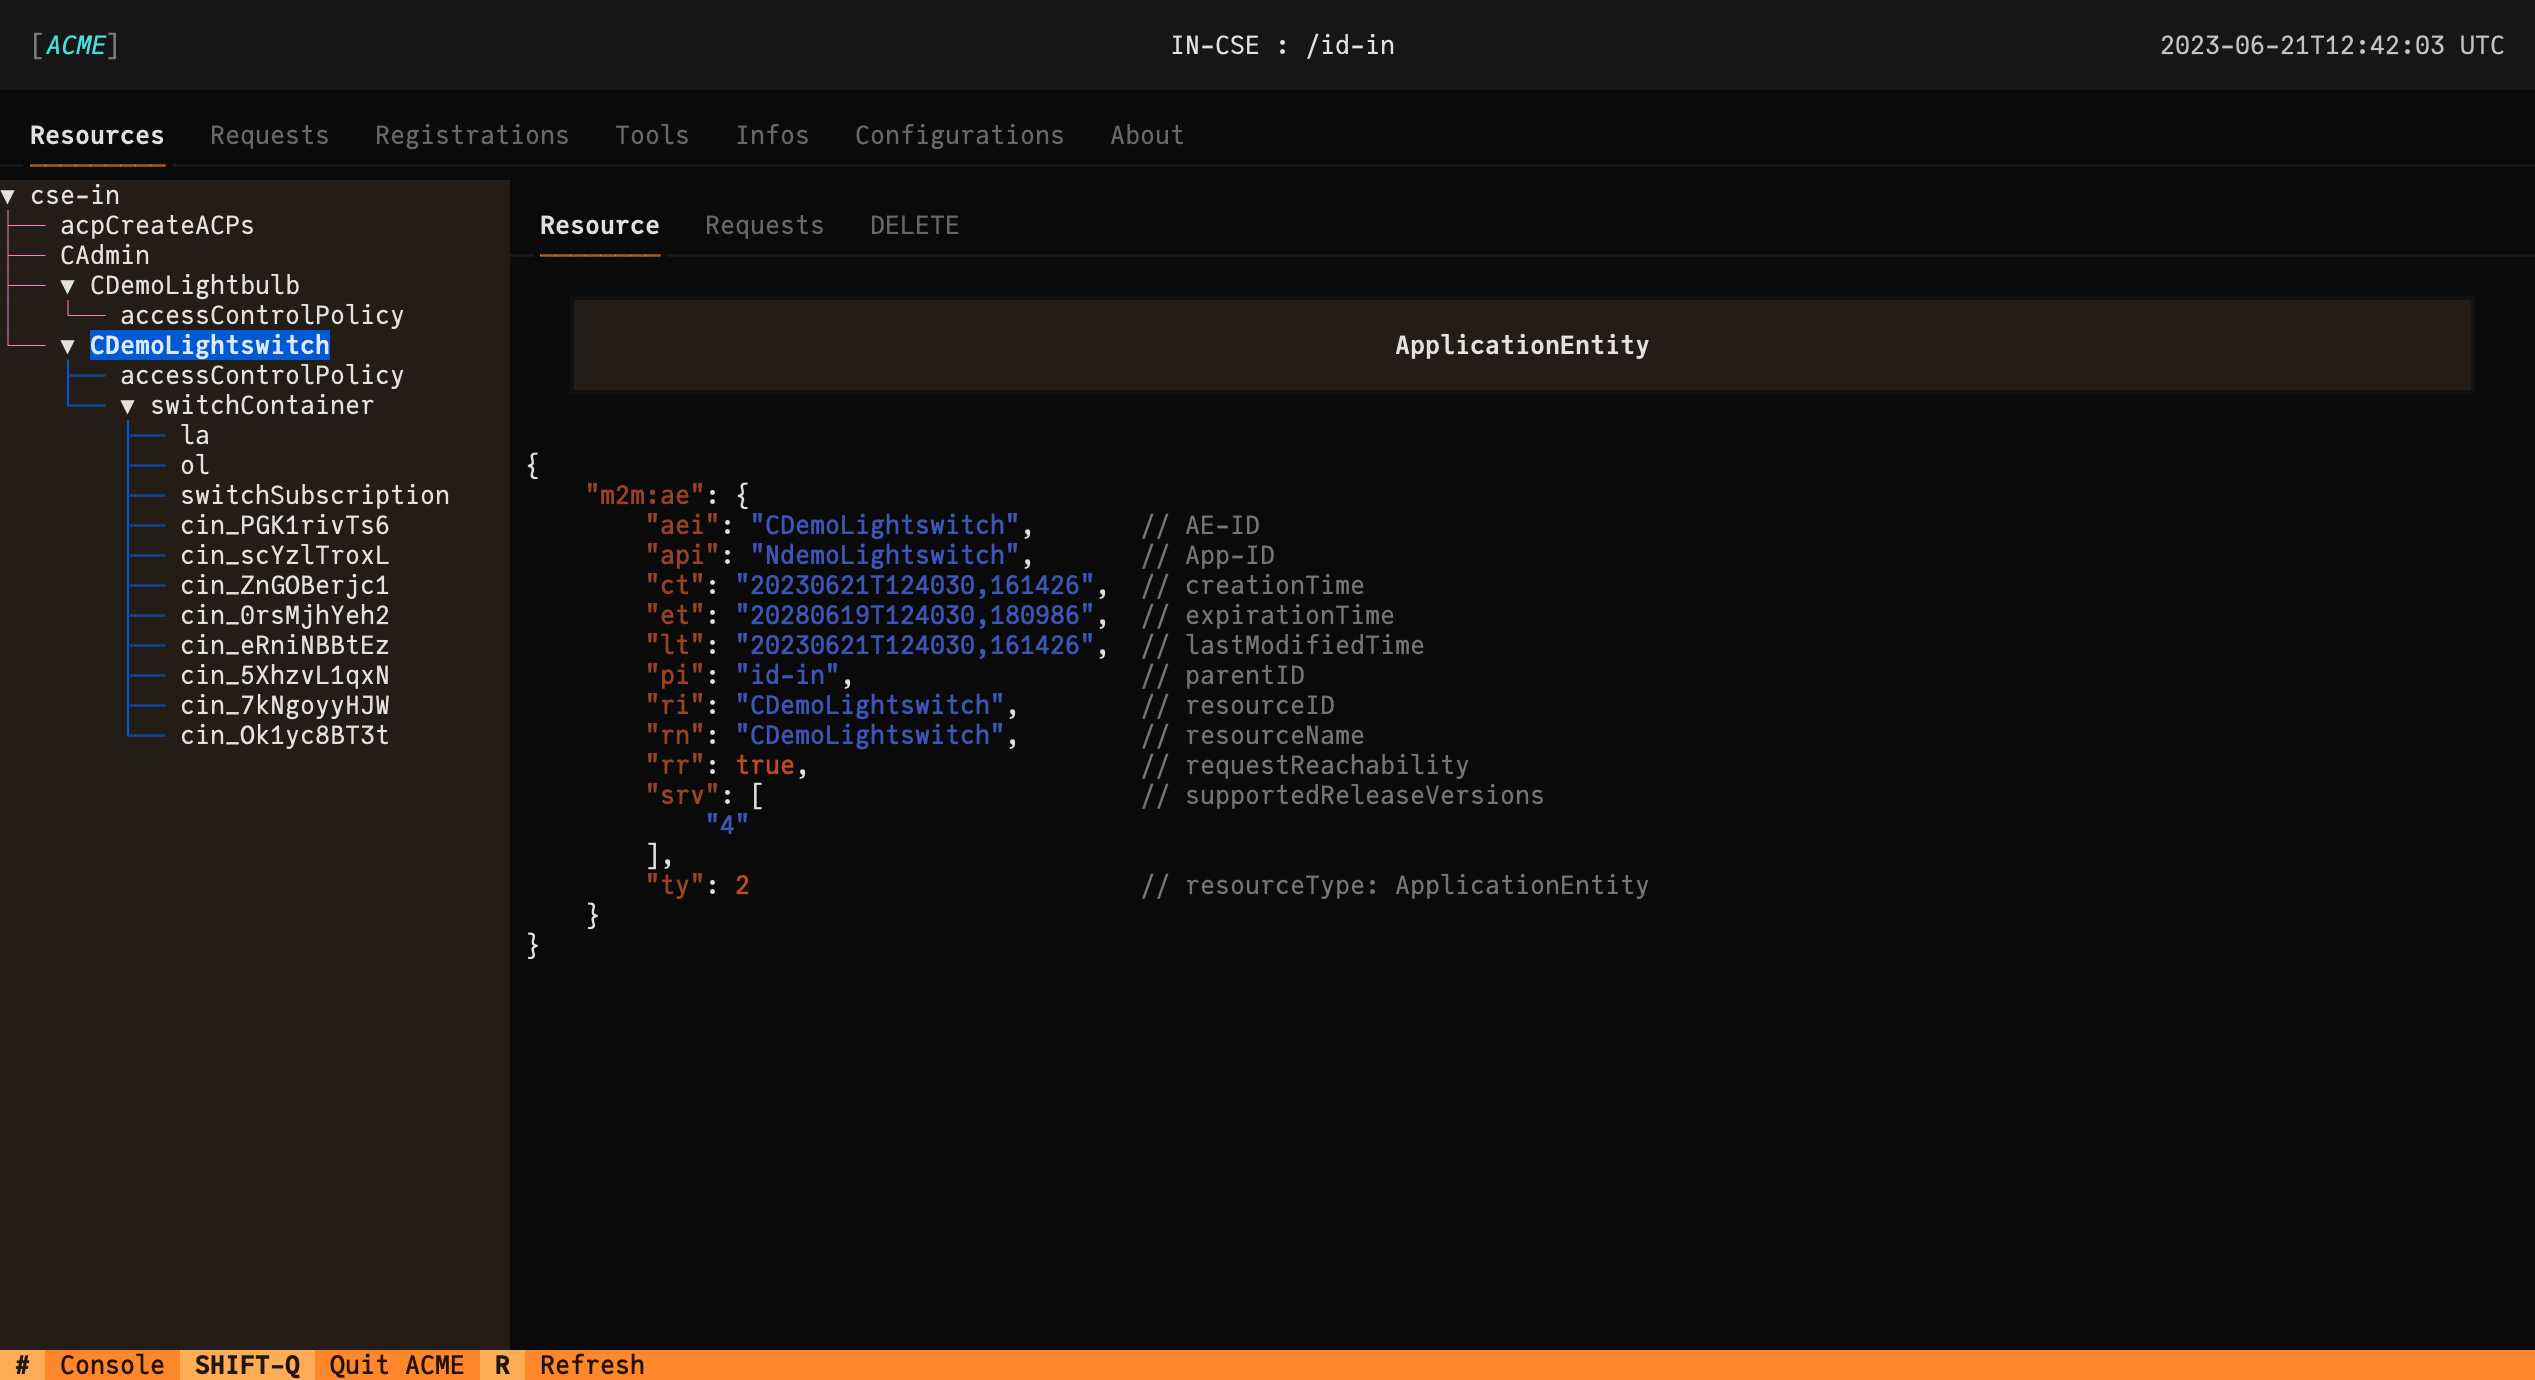 [ACME] IN-CSE : /id-in 2023-06-21T12:42:03 UTC
Resources Requests Registrations Tools Infos Configurations About
▼ cse-in
acpCreateACPs
CAdmin
▼ CDemoLightbulb
accessControlPolicy
▼ CDemoLightswitch
accessControlPolicy
▼ switchContainer
la
ol
switchSubscription
cin_PGK1rivTs6
cin_scYzlTroxL
cin_ZnGOBerjc1
cin_0rsMjhYeh2
cin_eRniNBBtEz
cin_5XhzvL1qxN
cin_7kNgoyyHJW
cin_Ok1yc8BT3t
Resource Requests DELETE
ApplicationEntity
{
    "m2m:ae": {
        "aei": "CDemoLightswitch", // AE-ID
        "api": "NdemoLightswitch", // App-ID
        "ct": "20230621T124030,161426", // creationTime
        "et": "20280619T124030,180986", // expirationTime
        "lt": "20230621T124030,161426", // lastModifiedTime
        "pi": "id-in", // parentID
        "ri": "CDemoLightswitch", // resourceID
        "rn": "CDemoLightswitch", // resourceName
        "rr": true, // requestReachability
        "srv": [ // supportedReleaseVersions
            "4"
        ],
        "ty": 2 // resourceType: ApplicationEntity
    }
}
# Console SHIFT-Q Quit ACME R Refresh